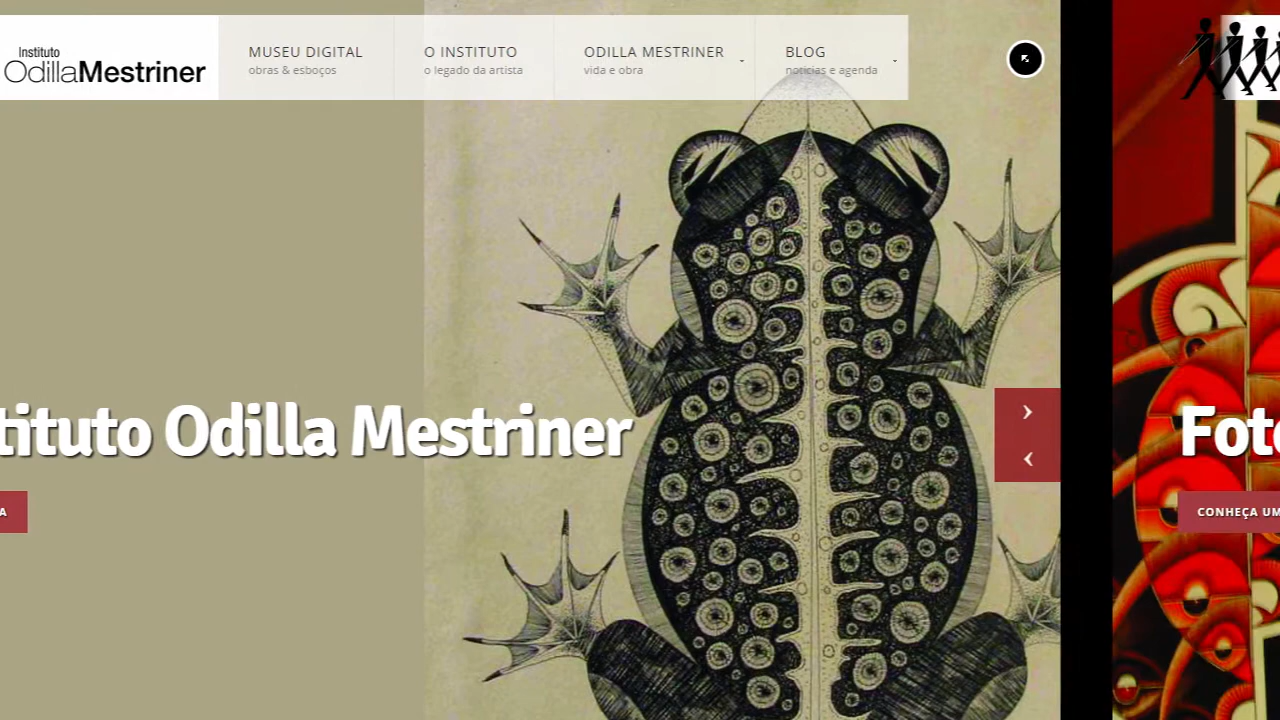 Instituto
OdillaMestriner
MUSEU DIGITAL
obras & esboços
O INSTITUTO
o legado da artista
ODILLA MESTRINER
vida e obra
BLOG
notícias e agenda
tituto Odilla Mestriner
A
Foto
CONHEÇA UM